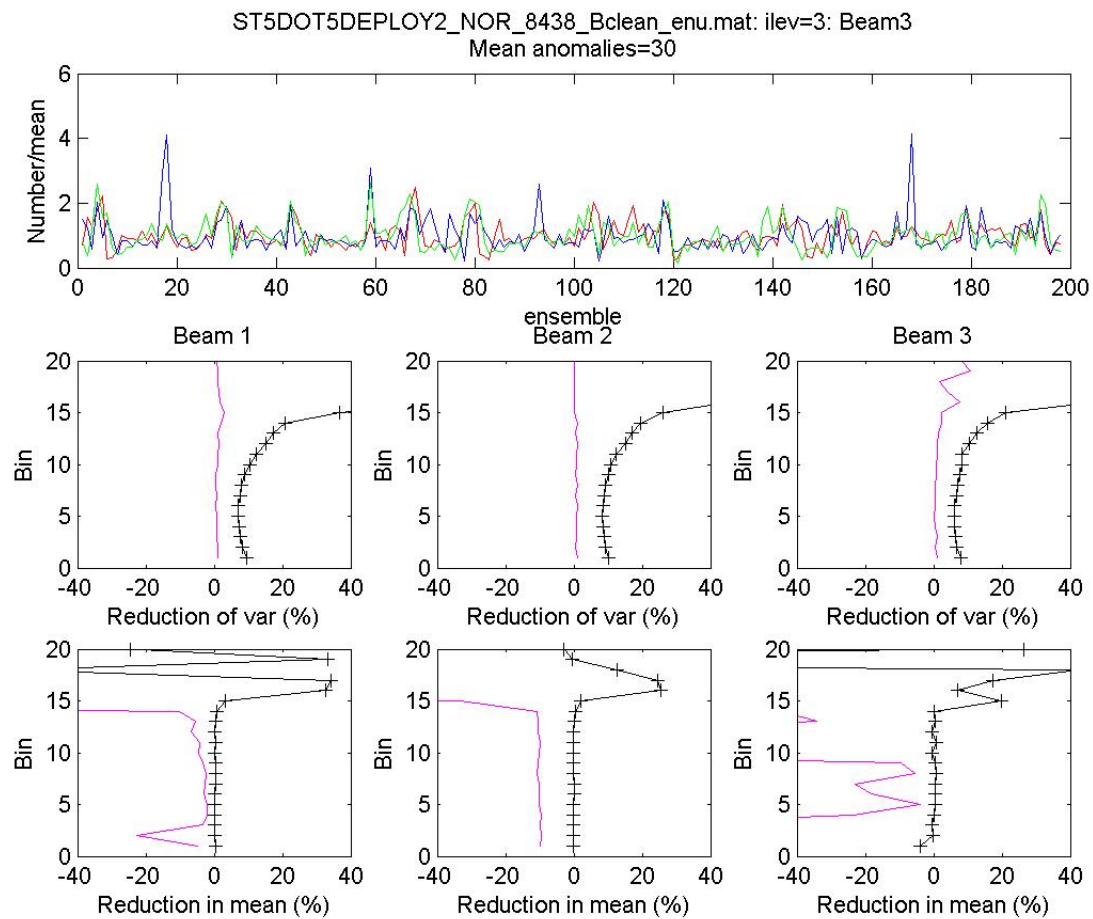 ST5DOT5DEPLOY2_NOR_8438_Bclean_enu.mat: ilev=3: Beam3
Mean anomalies=30
6
4
2
0
Number/mean
0 20 40 60 80 100 120 140 160 180 200
ensemble
Beam 1 Beam 2 Beam 3
20 20 20
15 15 15
10 10 10
5 5 5
0 0 0
Bin Bin Bin
-40 -20 0 20 40 -40 -20 0 20 40 -40 -20 0 20 40
Reduction of var (%) Reduction of var (%) Reduction of var (%)
20 20 20
15 15 15
10 10 10
5 5 5
0 0 0
Bin Bin Bin
-40 -20 0 20 40 -40 -20 0 20 40 -40 -20 0 20 40
Reduction in mean (%) Reduction in mean (%) Reduction in mean (%)